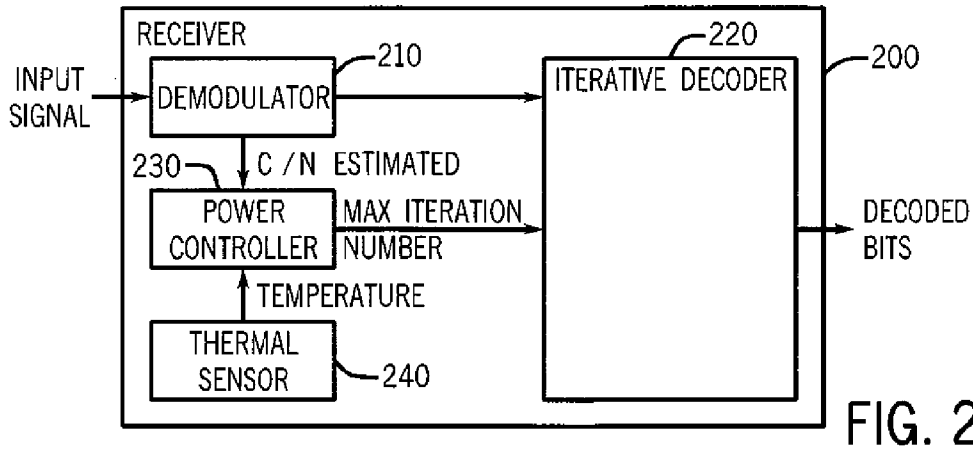 RECEIVER
210
220
200
INPUT
SIGNAL
DEMODULATOR
ITERATIVE DECODER
230
C / N ESTIMATED
POWER
CONTROLLER
MAX ITERATION
NUMBER
DECODED
BITS
TEMPERATURE
THERMAL
SENSOR
240
FIG. 2